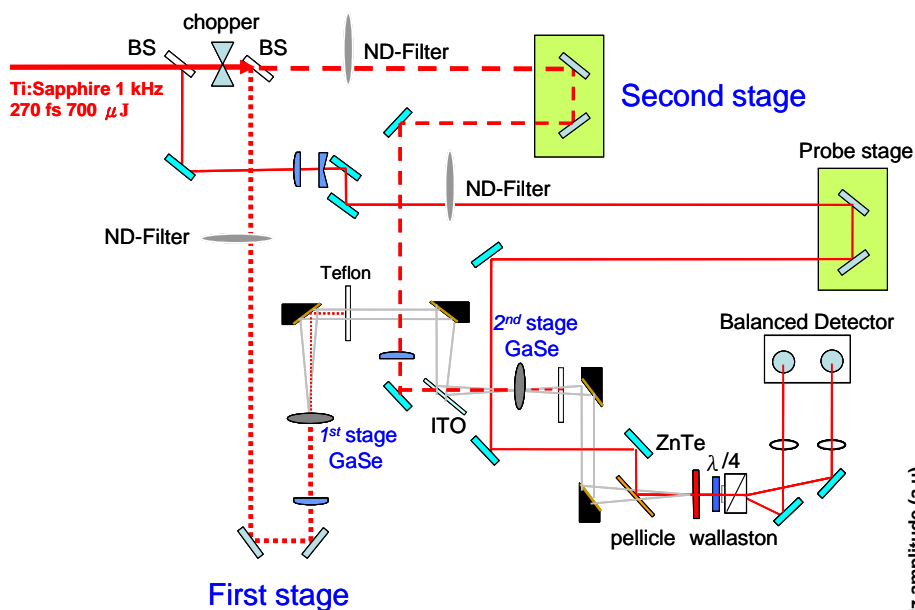 chopper
BS
BS
ND-Filter
Ti:Sapphire 1 kHz
270 fs 700 μJ
Second stage
Probe stage
ND-Filter
ND-Filter
Teflon
2nd stage
GaSe
Balanced Detector
ITO
1st stage
GaSe
ZnTe
λ/4
pellicle
wallaston
First stage
amplitude (a.u)